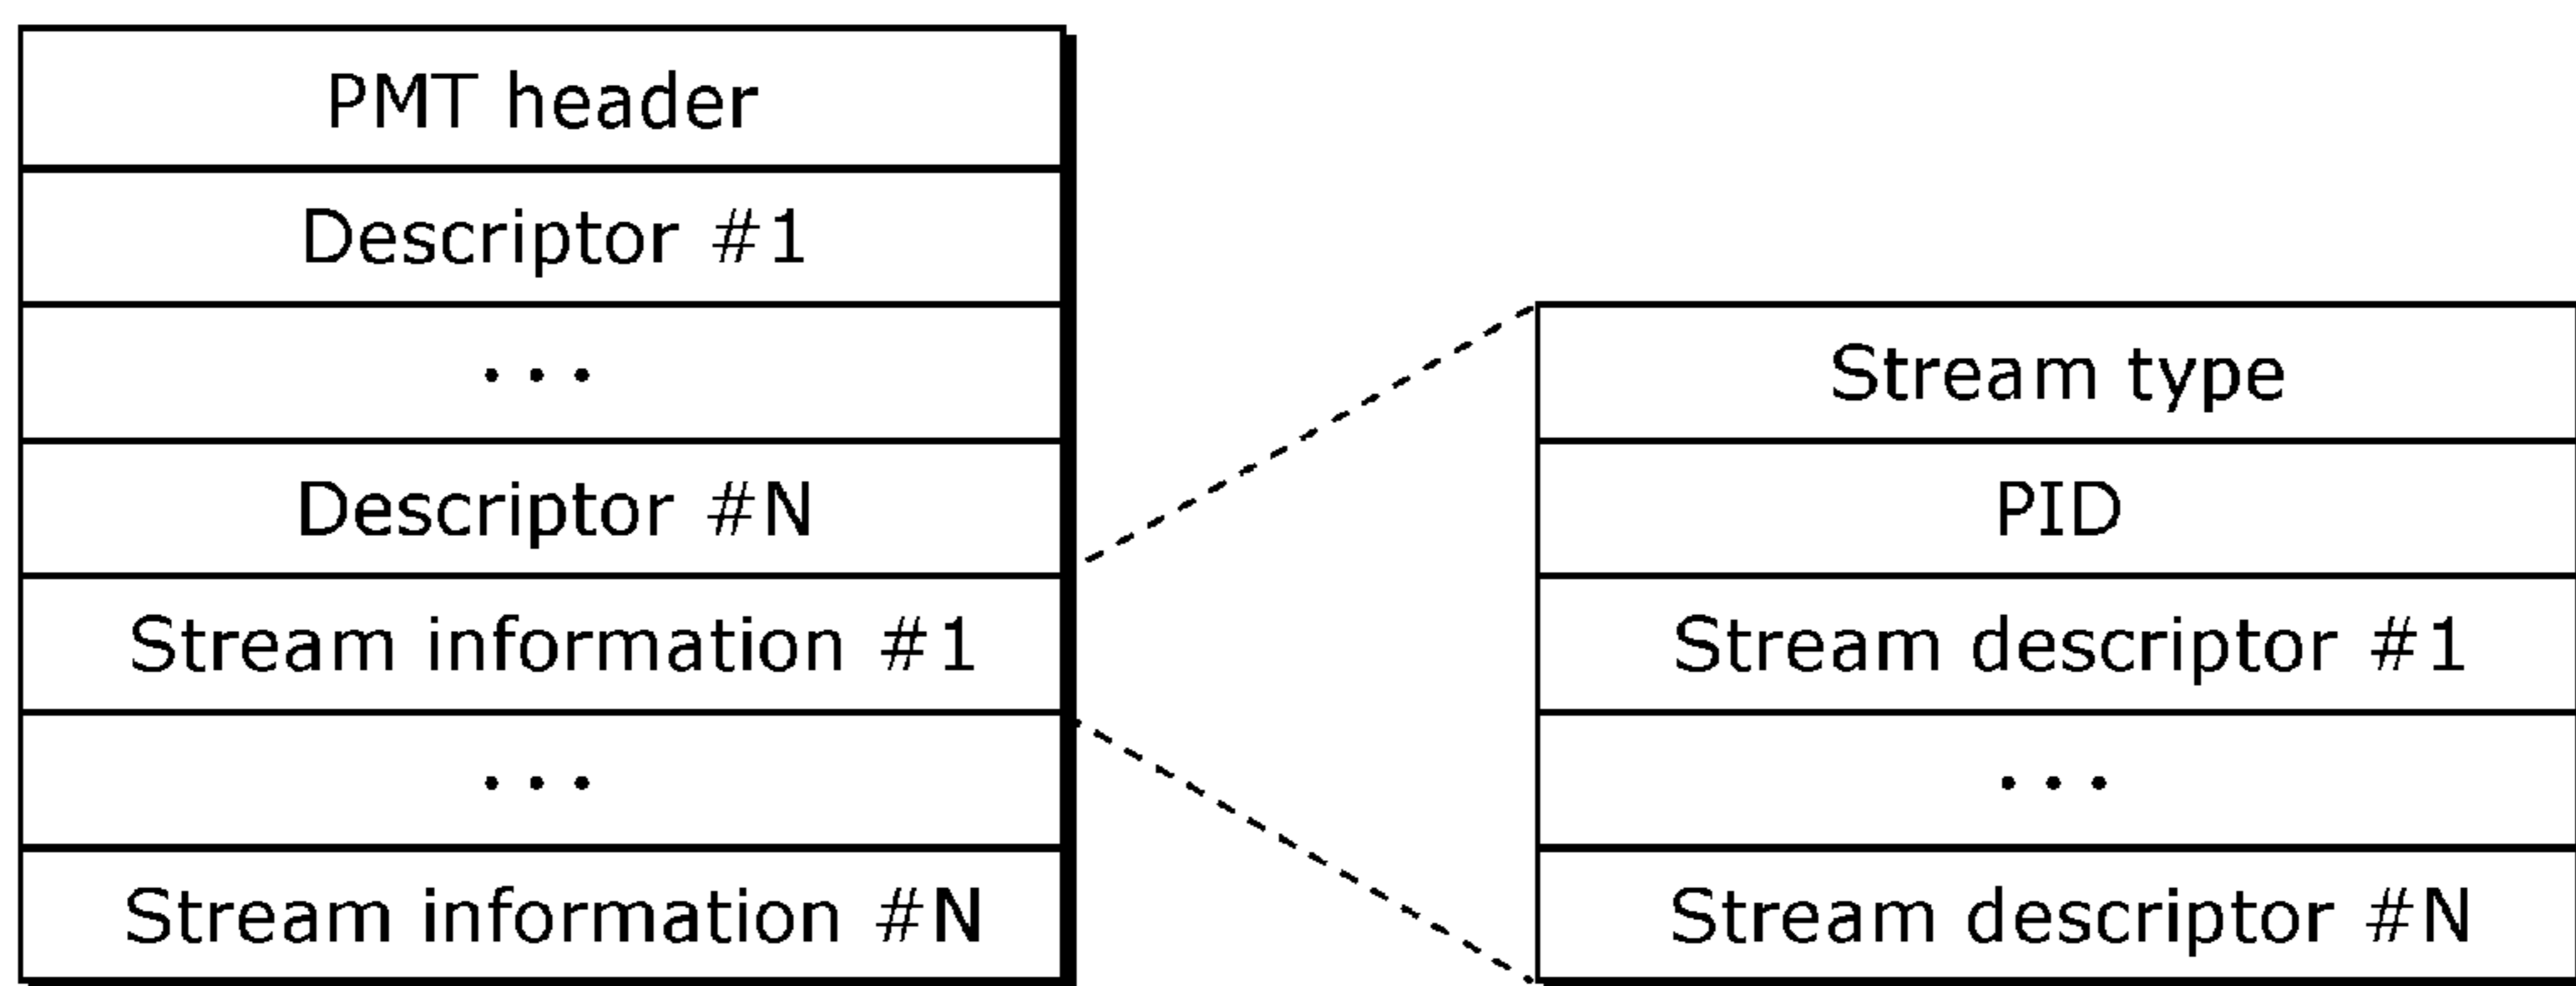 PMT header
Descriptor #1
...
Descriptor #N
Stream information #1
...
Stream information #N
Stream type
PID
Stream descriptor #1
...
Stream descriptor #N